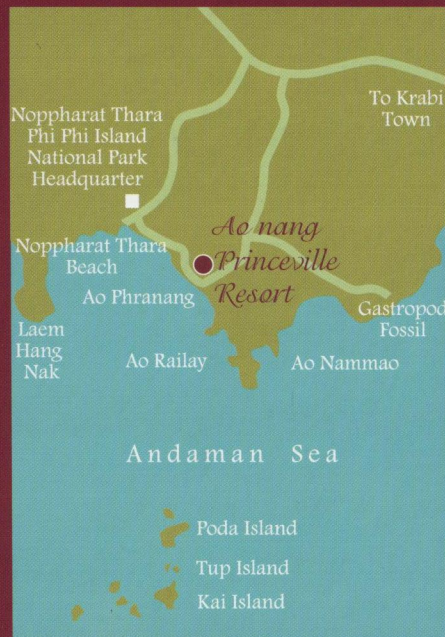 To Krabi
Town
Noppharat Thara
Phi Phi Island
National Park
Headquarter
Ao nang
Princeville
Resort
Noppharat Thara
Beach
Ao Phranang
Gastropod
Fossil
Laem
Hang
Nak
Ao Railay
Ao Nammao
Andaman Sea
Poda Island
Tup Island
Kai Island